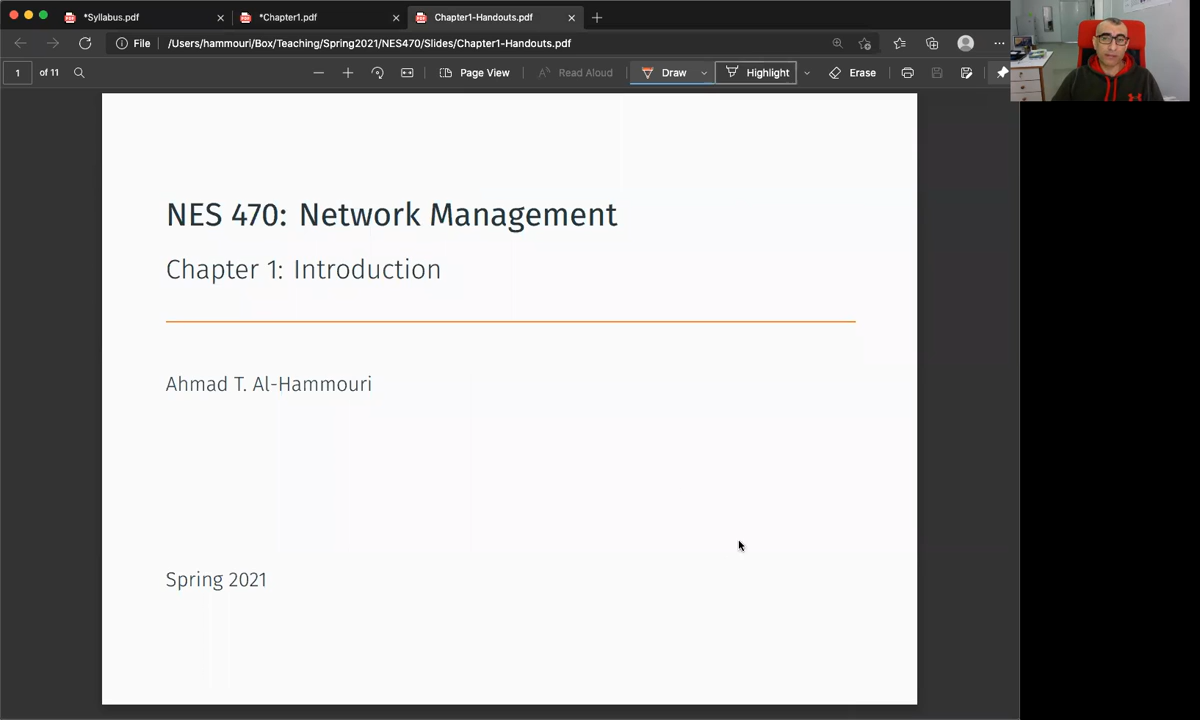 *Syllabus.pdf
*Chapter1.pdf
Chapter1-Handouts.pdf
File
/Users/hammouri/Box/Teaching/Spring2021/NES470/Slides/Chapter1-Handouts.pdf
1 of 11
Page View
Read Aloud
Draw
Highlight
Erase
NES 470: Network Management
Chapter 1: Introduction
Ahmad T. Al-Hammouri
Spring 2021